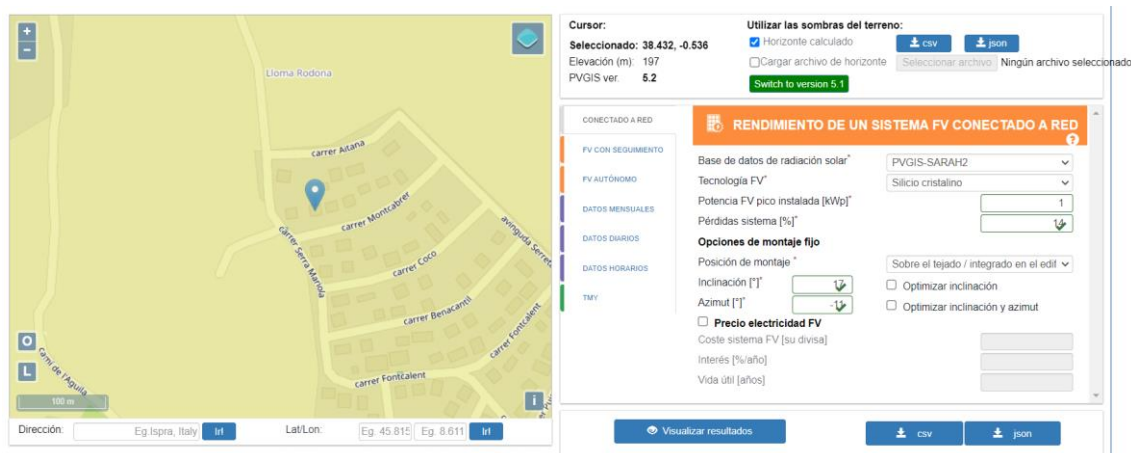 +
−
Lloma Rodona
carrer Aitana
carrer Montcabrer
carrer Serra Mariola
carrer Coco
avinguda Serreta
carrer Benacantil
carrer Fontcalent
carrer Fontcalent
camí de l'Àguila
O
L
i
100 m
Dirección: Eg.Ispra, Italy Ir! Lat/Lon: Eg. 45.815 Eg. 8.611 Ir!
Cursor:
Seleccionado: 38.432, -0.536
Elevación (m): 197
PVGIS ver. 5.2
Utilizar las sombras del terreno:
Horizonte calculado csv json
Cargar archivo de horizonte Seleccionar archivo Ningún archivo seleccionado
Switch to version 5.1
CONECTADO A RED
FV CON SEGUIMIENTO
FV AUTÓNOMO
DATOS MENSUALES
DATOS DIARIOS
DATOS HORARIOS
TMY
RENDIMIENTO DE UN SISTEMA FV CONECTADO A RED
?
Base de datos de radiación solar* PVGIS-SARAH2
Tecnología FV* Silicio cristalino
Potencia FV pico instalada [kWp]* 1
Pérdidas sistema [%]* 14
Opciones de montaje fijo
Posición de montaje * Sobre el tejado / integrado en el edif
Inclinación [°]* 17 Optimizar inclinación
Azimut [°]* -11 Optimizar inclinación y azimut
Precio electricidad FV
Coste sistema FV [su divisa]
Interés [%/año]
Vida útil [años]
Visualizar resultados csv json